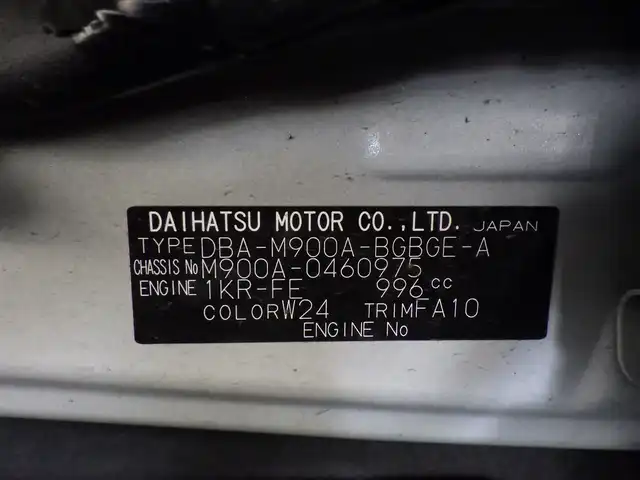 DAIHATSU MOTOR CO.,LTD. JAPAN
TYPE DBA-M900A-BGBGE-A
CHASSIS No M900A-0460975
ENGINE 1KR-FE 996 cc
COLOR W24 TRIM FA10
ENGINE No